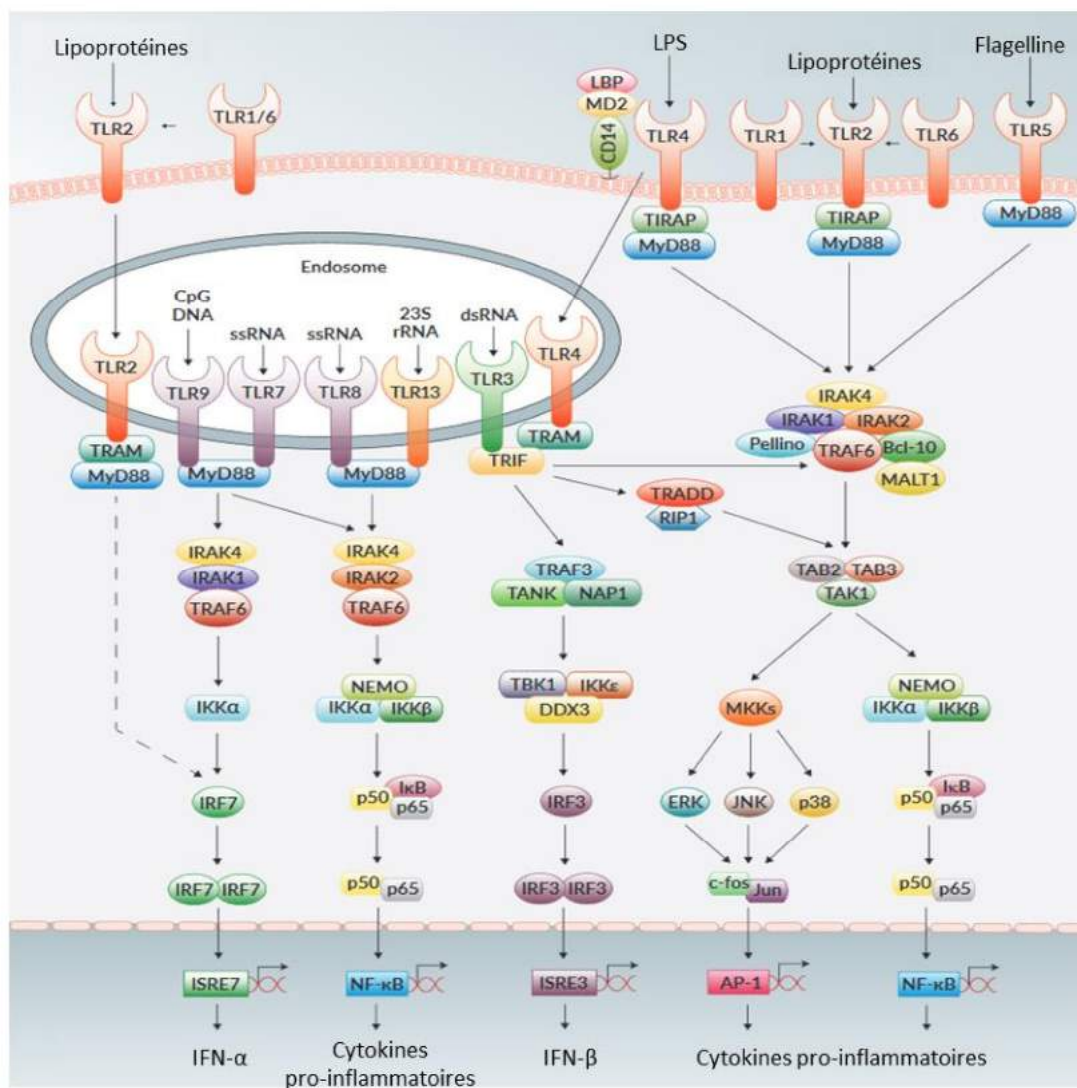 Lipoprotéines
LPS
Flagelline
Lipoprotéines
LBP
MD2
CD14
TLR2
TLR1/6
TLR4
TLR1
TLR2
TLR6
TLR5
TIRAP
MyD88
TIRAP
MyD88
MyD88
Endosome
CpG
DNA
ssRNA
ssRNA
23S
rRNA
dsRNA
TLR2
TLR9
TLR7
TLR8
TLR13
TLR3
TLR4
TRAM
MyD88
MyD88
MyD88
TRIF
TRAM
IRAK4
IRAK1
IRAK2
Pellino
TRAF6
Bcl-10
MALT1
TRADD
RIP1
IRAK4
IRAK1
TRAF6
IRAK4
IRAK2
TRAF6
TRAF3
TANK
NAP1
TAB2
TAB3
TAK1
IKKα
NEMO
IKKα
IKKβ
TBK1
IKKε
DDX3
MKKs
NEMO
IKKα
IKKβ
IRF7
p50
IκB
p65
IRF3
ERK
JNK
p38
p50
IκB
p65
IRF7
IRF7
p50
p65
IRF3
IRF3
c-fos
Jun
p50
p65
ISRE7
NF-κB
ISRE3
AP-1
NF-κB
IFN-α
Cytokines
pro-inflammatoires
IFN-β
Cytokines pro-inflammatoires